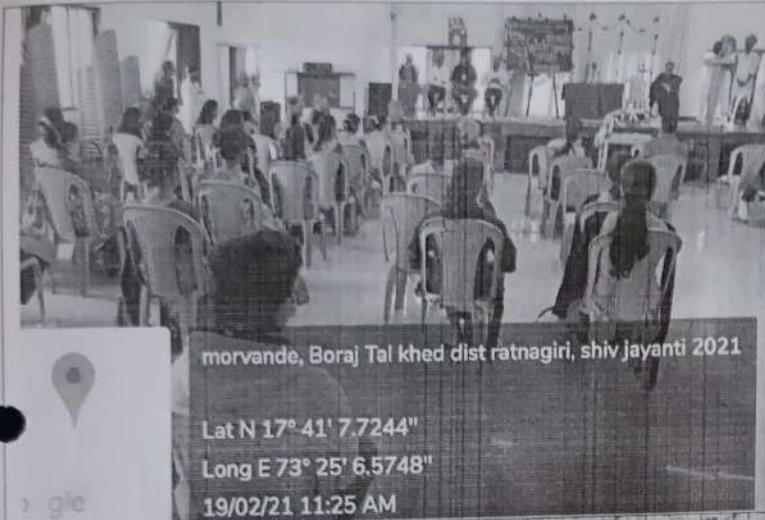 morvande, Boraj Tal khed dist ratnagiri, shiv jayanti 2021
Lat N 17° 41' 7.7244"
Long E 73° 25' 6.5748"
19/02/21 11:25 AM